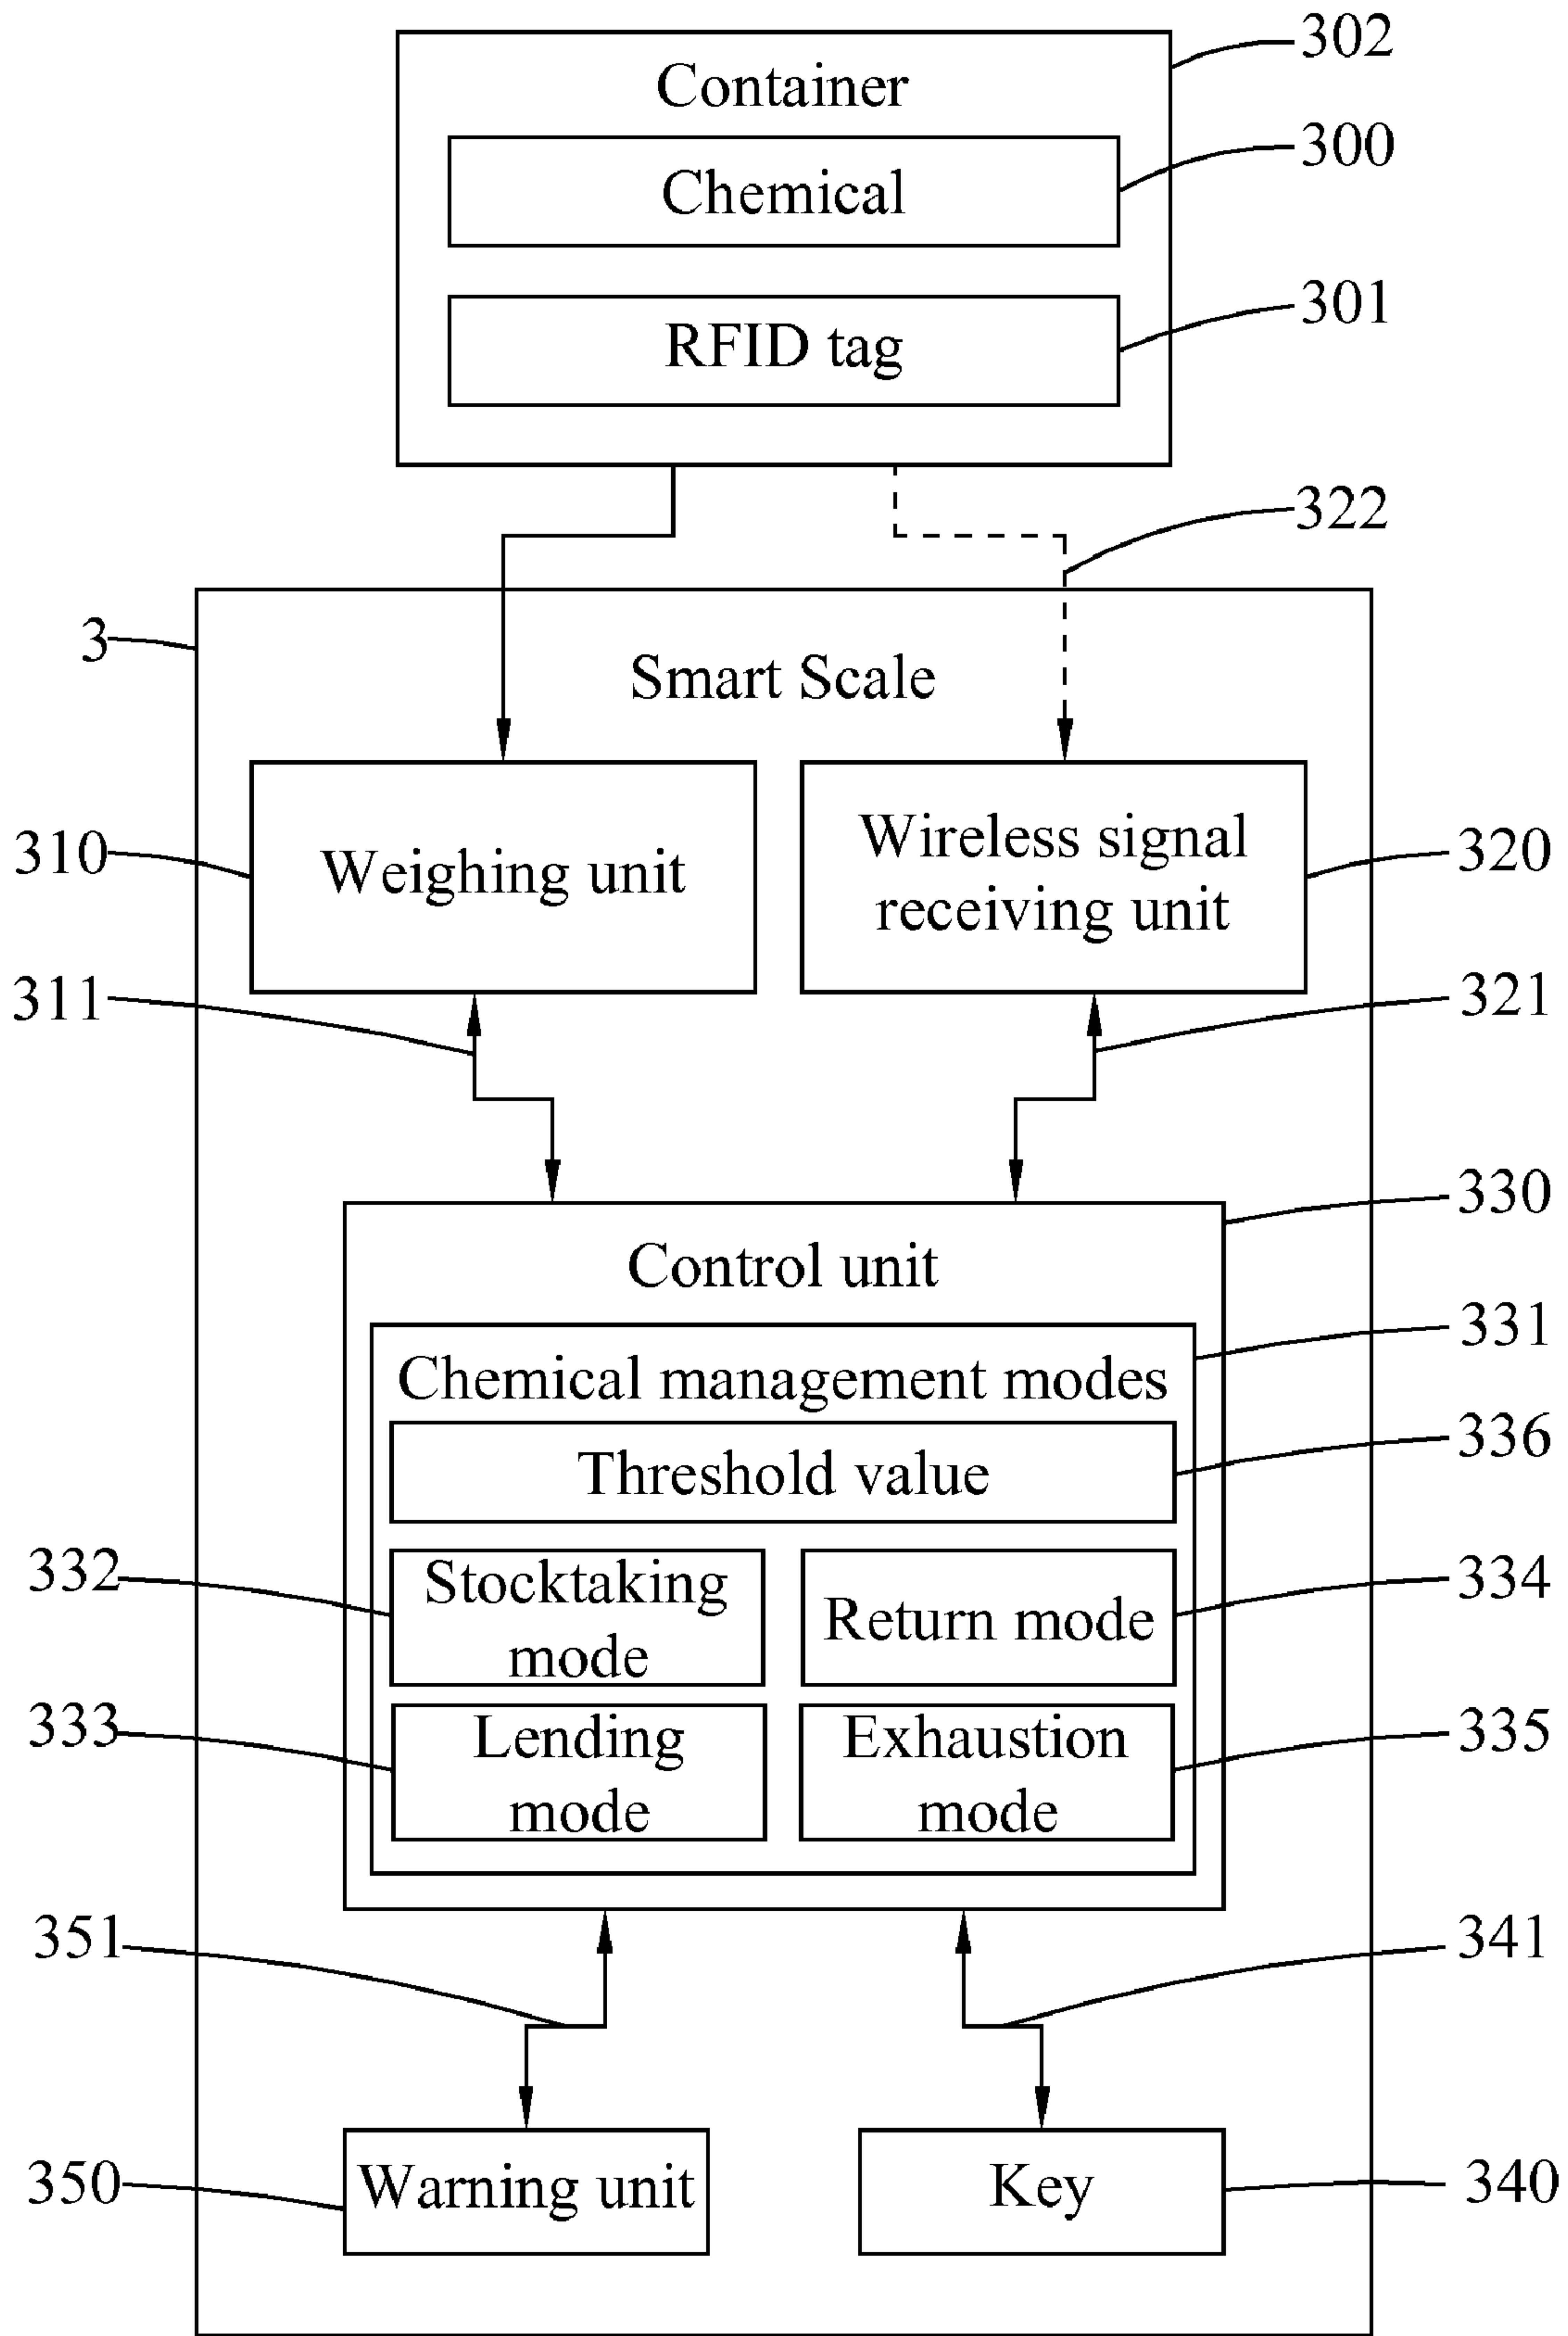 302
Container
300
Chemical
301
RFID tag
322
3
Smart Scale
310
Weighing unit
Wireless signal
receiving unit
320
311
321
330
Control unit
331
Chemical management modes
336
Threshold value
332
Stocktaking
mode
Return mode
334
333
Lending
mode
Exhaustion
mode
335
351
341
350
Warning unit
Key
340